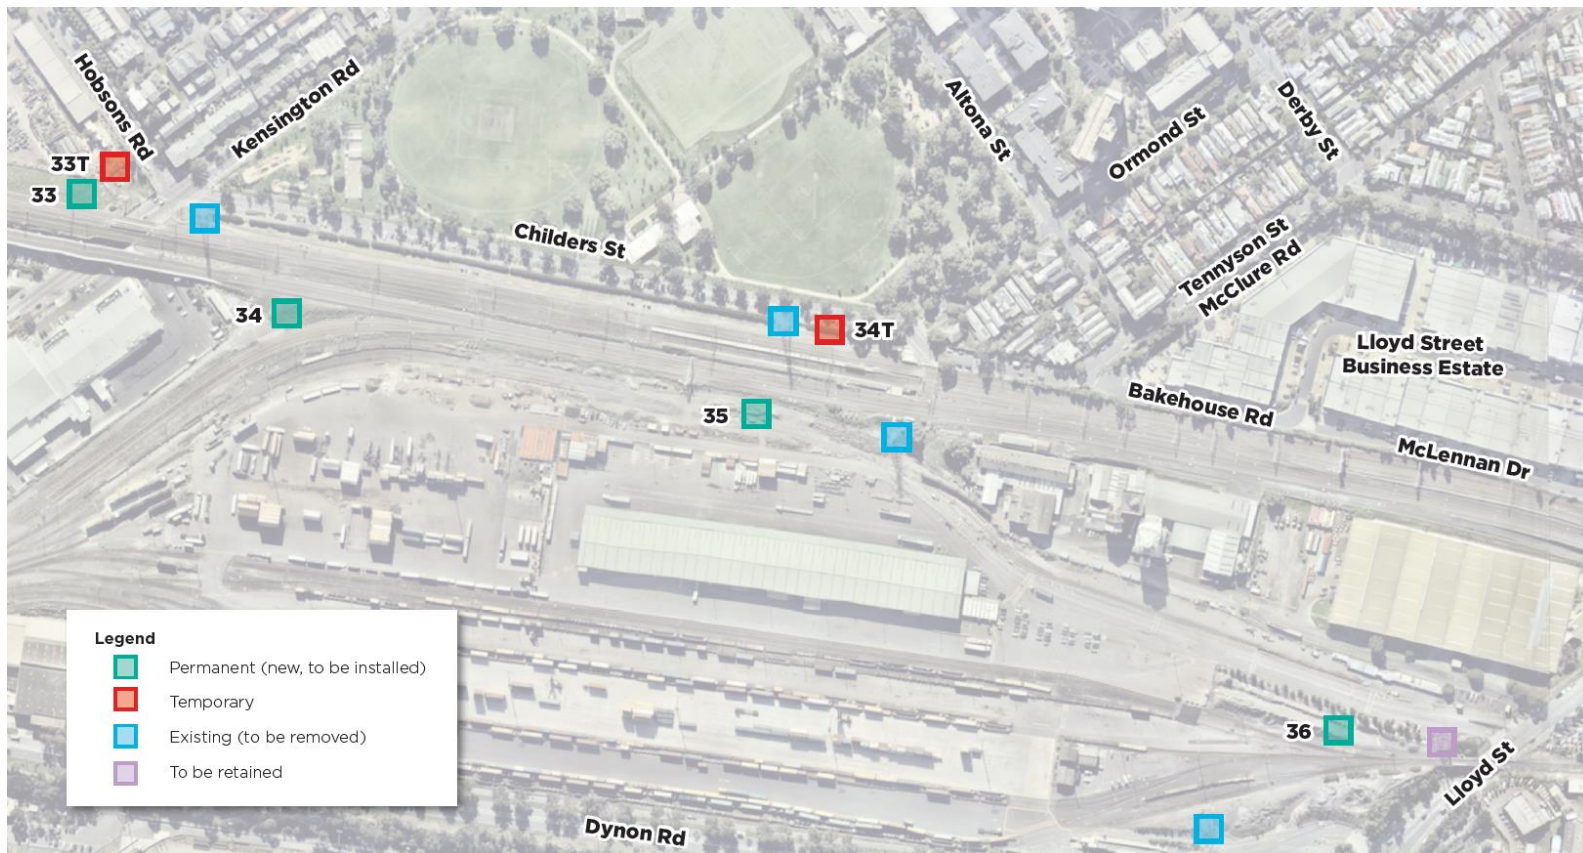 Hobsons Rd
Kensington Rd
Altona St
Derby St
Ormond St
33T
33
Childers St
Tennyson St
McClure Rd
34
34T
Lloyd Street
Business Estate
35
Bakehouse Rd
McLennan Dr
Legend
Permanent (new, to be installed)
Temporary
Existing (to be removed)
To be retained
36
Lloyd St
Dynon Rd